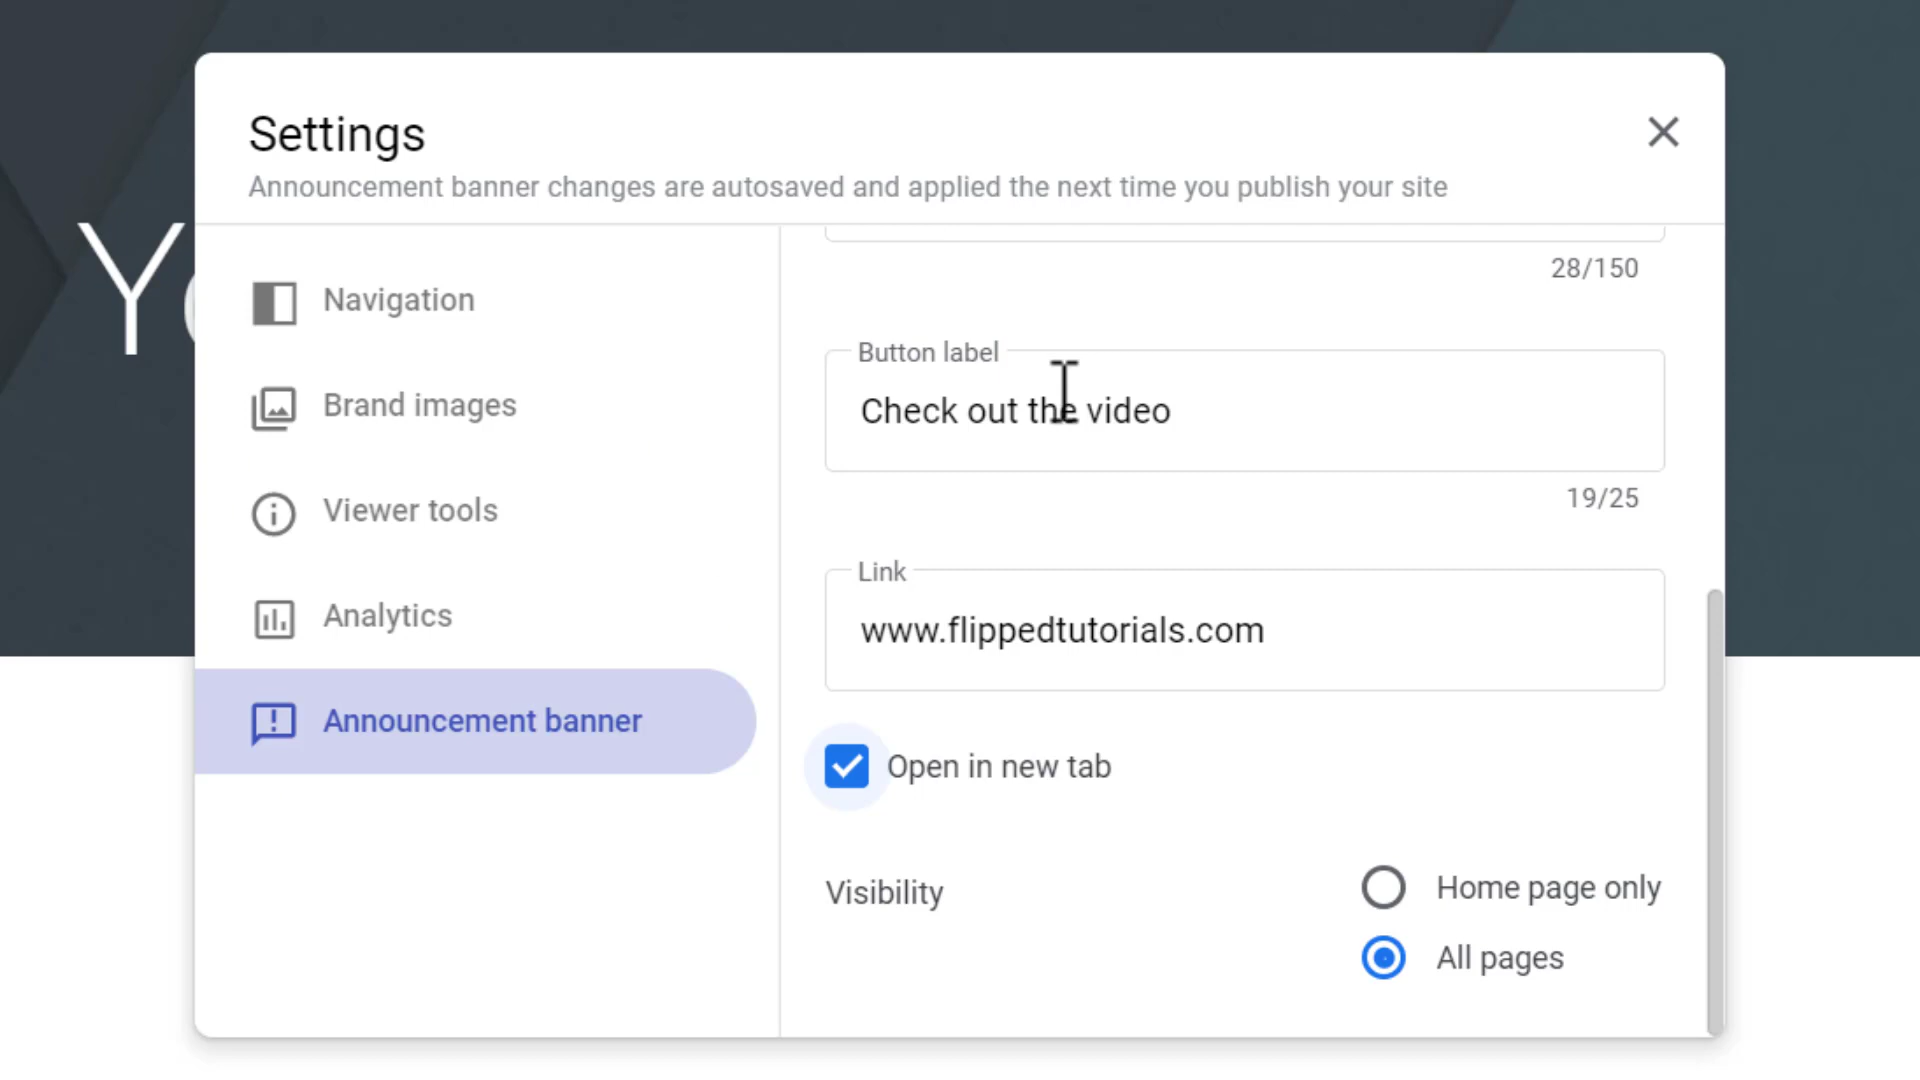 Settings
Announcement banner changes are autosaved and applied the next time you publish your site
Navigation
Brand images
Viewer tools
Analytics
Announcement banner
28/150
Button label
Check out the video
19/25
Link
www.flippedtutorials.com
Open in new tab
Visibility
Home page only
All pages